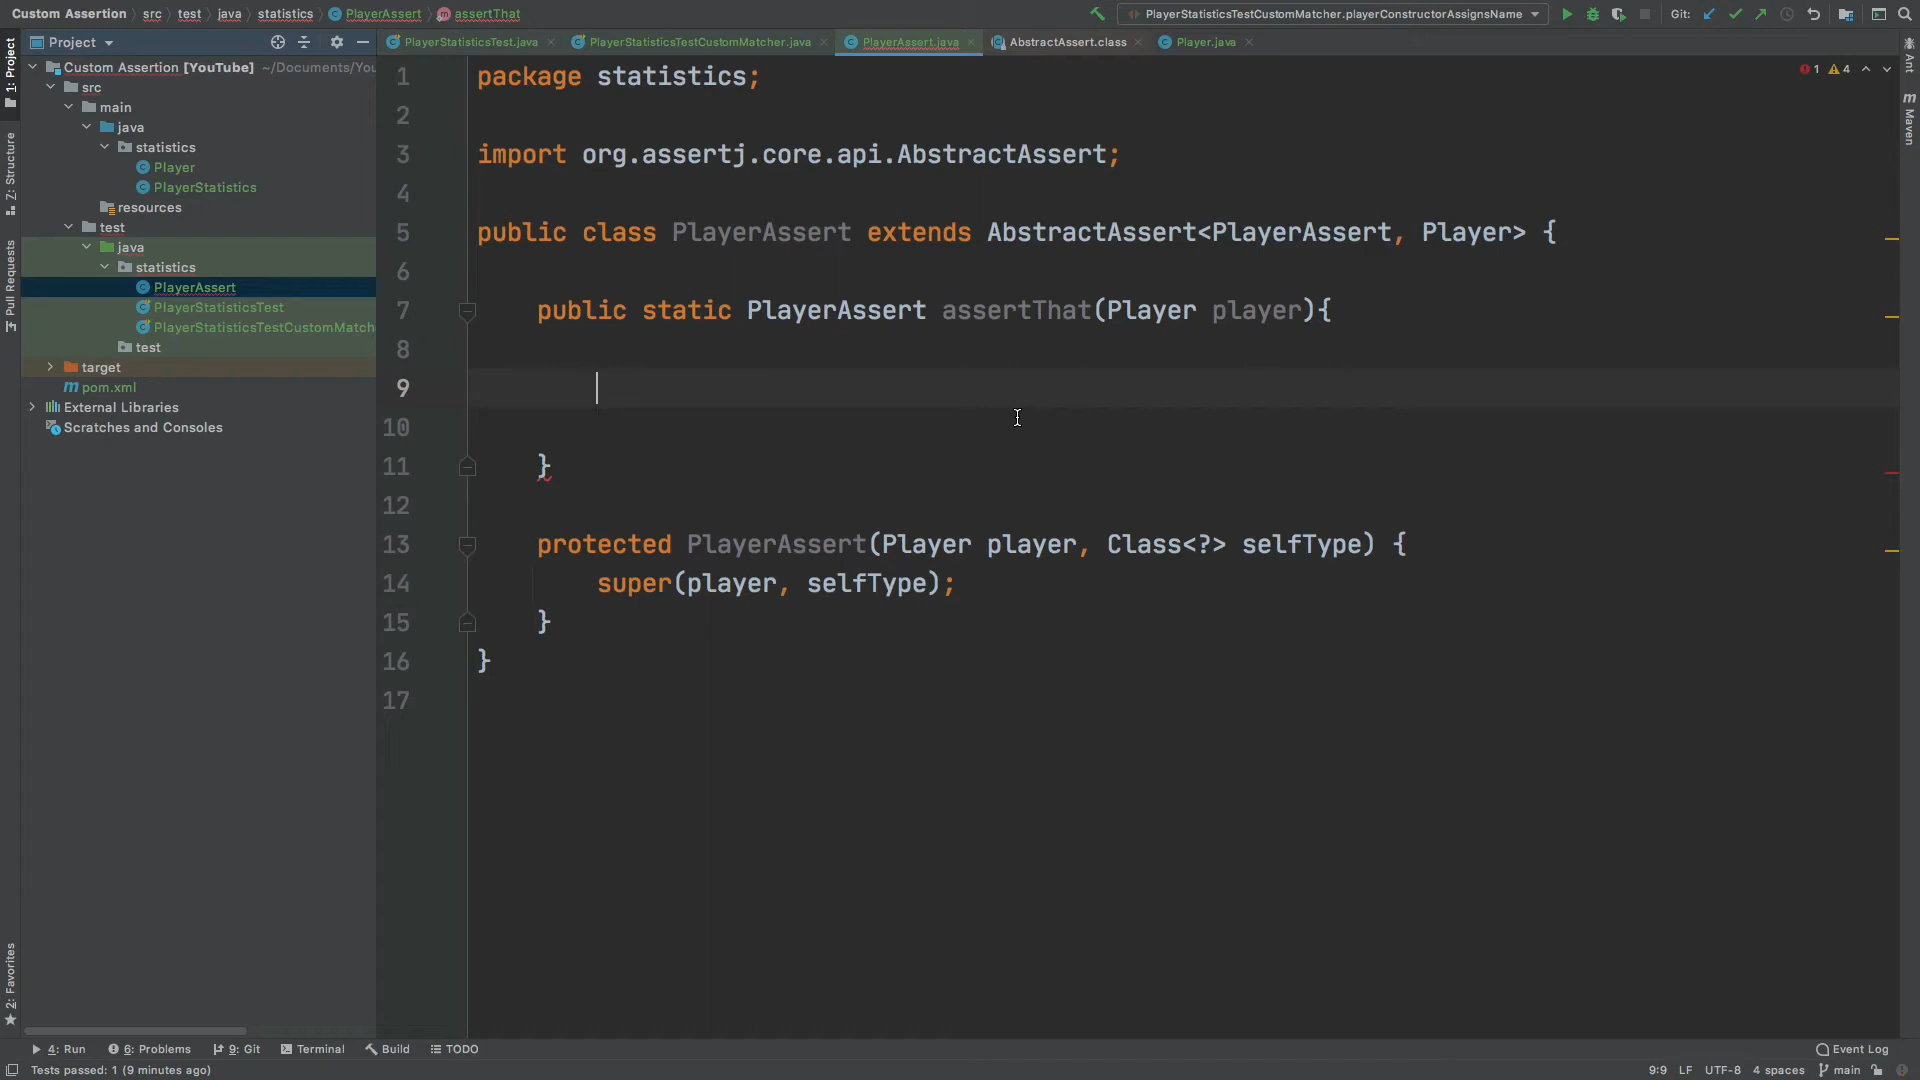 Custom Assertion src test java statistics PlayerAssert assertThat
PlayerStatisticsTestCustomMatcher.playerConstructorAssignsName
Git:
1: Project
Z: Structure
Pull Requests
2: Favorites
Project
Custom Assertion [YouTube] ~/Documents/You
src
main
java
statistics
Player
PlayerStatistics
resources
test
java
statistics
PlayerAssert
PlayerStatisticsTest
PlayerStatisticsTestCustomMatch
test
target
pom.xml
External Libraries
Scratches and Consoles
PlayerStatisticsTest.java PlayerStatisticsTestCustomMatcher.java PlayerAssert.java AbstractAssert.class Player.java
1 4
1 package statistics;
2
3 import org.assertj.core.api.AbstractAssert;
4
5 public class PlayerAssert extends AbstractAssert<PlayerAssert, Player> {
6
7 public static PlayerAssert assertThat(Player player){
8
9
10
11 }
12
13 protected PlayerAssert(Player player, Class<?> selfType) {
14 super(player, selfType);
15 }
16 }
17
Ant
Maven
4: Run 6: Problems 9: Git Terminal Build TODO Event Log
Tests passed: 1 (9 minutes ago) 9:9 LF UTF-8 4 spaces main